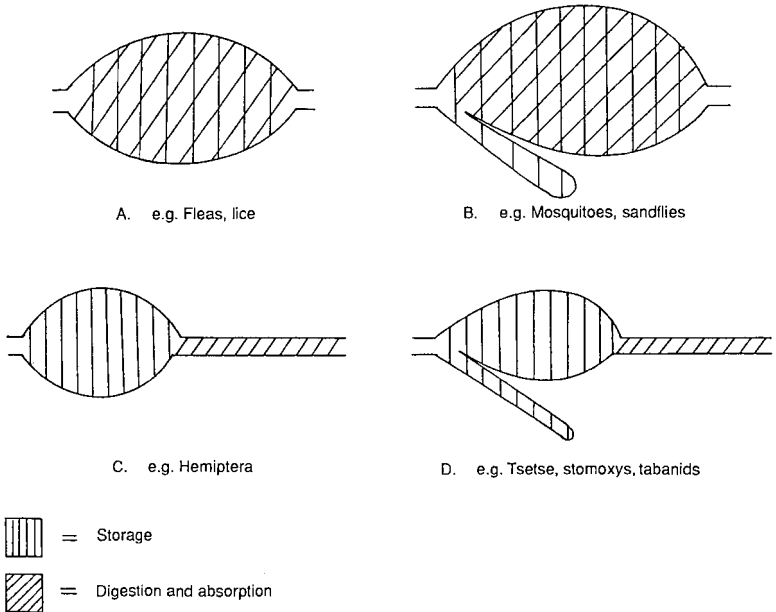 A. e.g. Fleas, lice
B. e.g. Mosquitoes, sandflies
C. e.g. Hemiptera
D. e.g. Tsetse, stomoxys, tabanids
= Storage
= Digestion and absorption